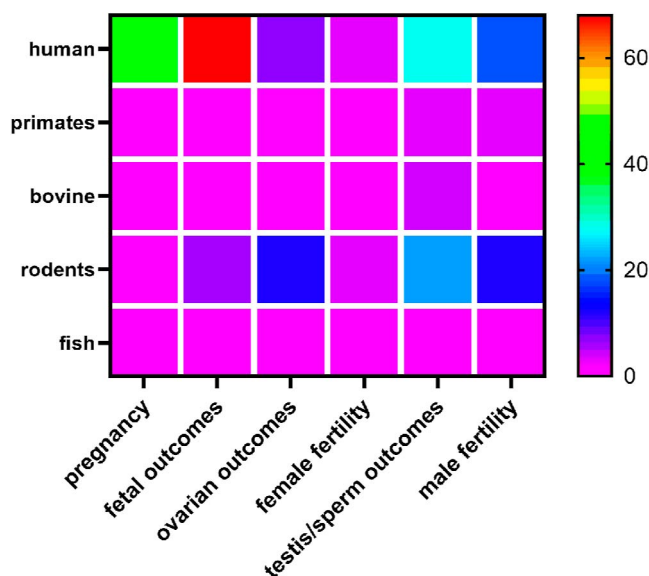 human
primates
bovine
rodents
fish
pregnancy
fetal outcomes
ovarian outcomes
female fertility
testis/sperm outcomes
male fertility
60
40
20
0